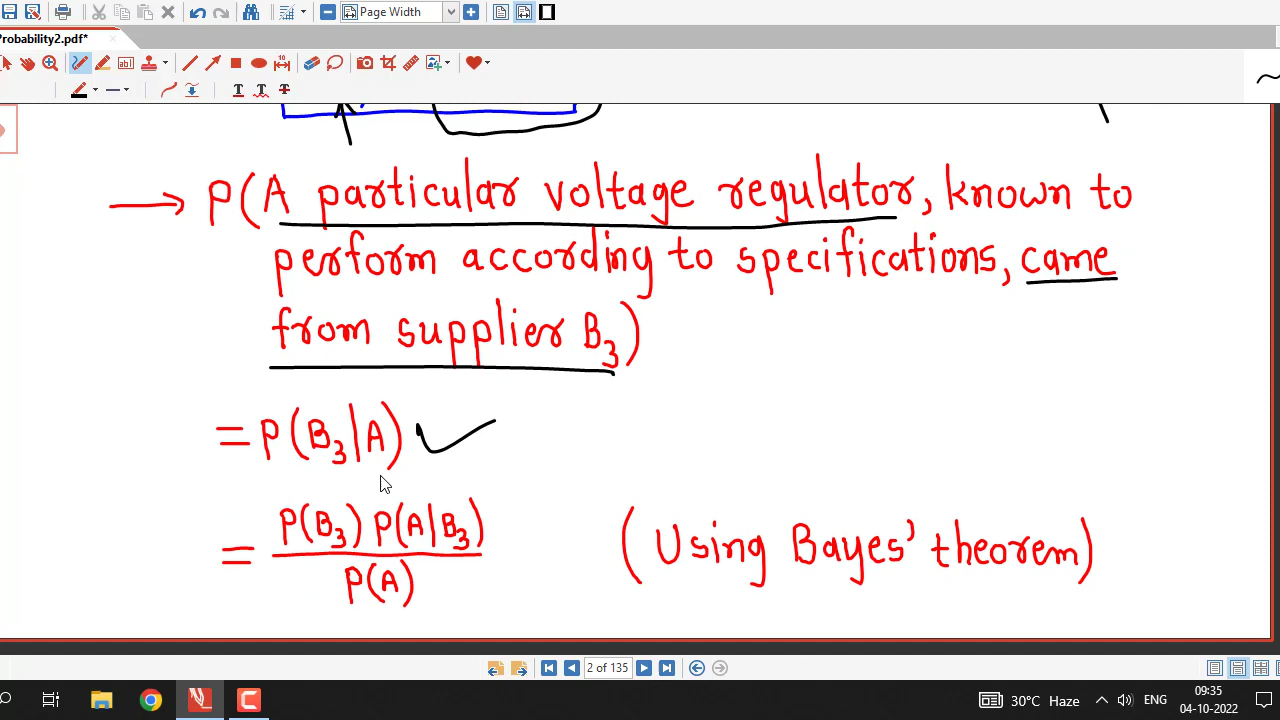 Page Width
Probability2.pdf*
→ P(A particular voltage regulator, known to
perform according to specifications, came
from supplier B₃)
= P(B₃|A) ✓
= P(B₃) P(A|B₃) / P(A) (Using Bayes' theorem)
2 of 135
30°C Haze ENG 09:35
04-10-2022